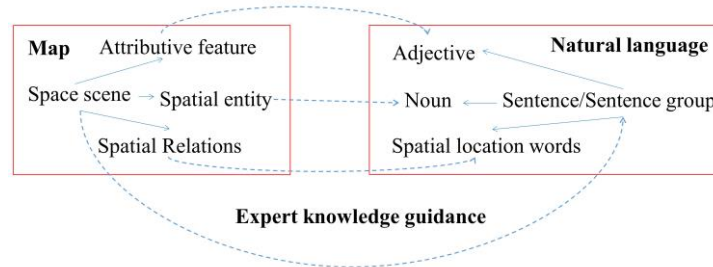 Map
Attributive feature
Space scene
Spatial entity
Spatial Relations
Natural language
Adjective
Noun
Sentence/Sentence group
Spatial location words
Expert knowledge guidance